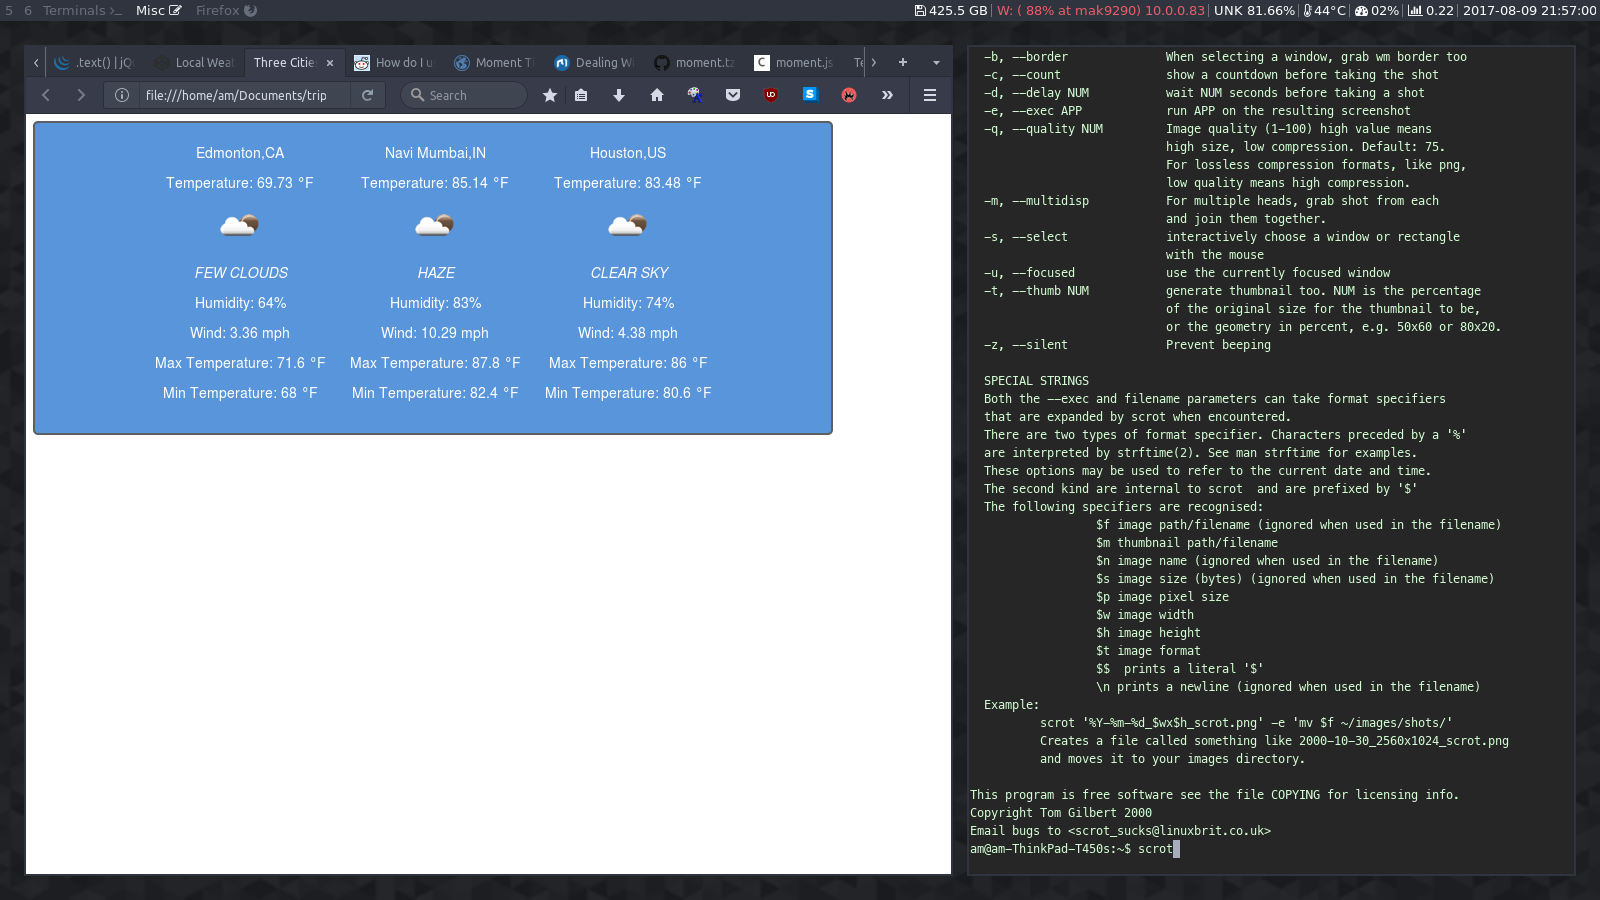 5 6 Terminals >_ Misc Firefox 425.5 GB W: ( 88% at mak9290) 10.0.0.83 UNK 81.66% 44°C 02% 0.22 2017-08-09 21:57:00
.text() | jQ Local Weat Three Citie × How do I u Moment Ti Dealing Wi moment.tz moment.js Te
file:///home/am/Documents/trip Search
Edmonton,CA Navi Mumbai,IN Houston,US
Temperature: 69.73 °F Temperature: 85.14 °F Temperature: 83.48 °F
FEW CLOUDS HAZE CLEAR SKY
Humidity: 64% Humidity: 83% Humidity: 74%
Wind: 3.36 mph Wind: 10.29 mph Wind: 4.38 mph
Max Temperature: 71.6 °F Max Temperature: 87.8 °F Max Temperature: 86 °F
Min Temperature: 68 °F Min Temperature: 82.4 °F Min Temperature: 80.6 °F
-b, --border When selecting a window, grab wm border too
-c, --count show a countdown before taking the shot
-d, --delay NUM wait NUM seconds before taking a shot
-e, --exec APP run APP on the resulting screenshot
-q, --quality NUM Image quality (1-100) high value means
high size, low compression. Default: 75.
For lossless compression formats, like png,
low quality means high compression.
-m, --multidisp For multiple heads, grab shot from each
and join them together.
-s, --select interactively choose a window or rectangle
with the mouse
-u, --focused use the currently focused window
-t, --thumb NUM generate thumbnail too. NUM is the percentage
of the original size for the thumbnail to be,
or the geometry in percent, e.g. 50x60 or 80x20.
-z, --silent Prevent beeping
SPECIAL STRINGS
Both the --exec and filename parameters can take format specifiers
that are expanded by scrot when encountered.
There are two types of format specifier. Characters preceded by a '%'
are interpreted by strftime(2). See man strftime for examples.
These options may be used to refer to the current date and time.
The second kind are internal to scrot  and are prefixed by '$'
The following specifiers are recognised:
$f image path/filename (ignored when used in the filename)
$m thumbnail path/filename
$n image name (ignored when used in the filename)
$s image size (bytes) (ignored when used in the filename)
$p image pixel size
$w image width
$h image height
$t image format
$$  prints a literal '$'
\n prints a newline (ignored when used in the filename)
Example:
scrot '%Y-%m-%d_$wx$h_scrot.png' -e 'mv $f ~/images/shots/'
Creates a file called something like 2000-10-30_2560x1024_scrot.png
and moves it to your images directory.
This program is free software see the file COPYING for licensing info.
Copyright Tom Gilbert 2000
Email bugs to <scrot_sucks@linuxbrit.co.uk>
am@am-ThinkPad-T450s:~$ scrot